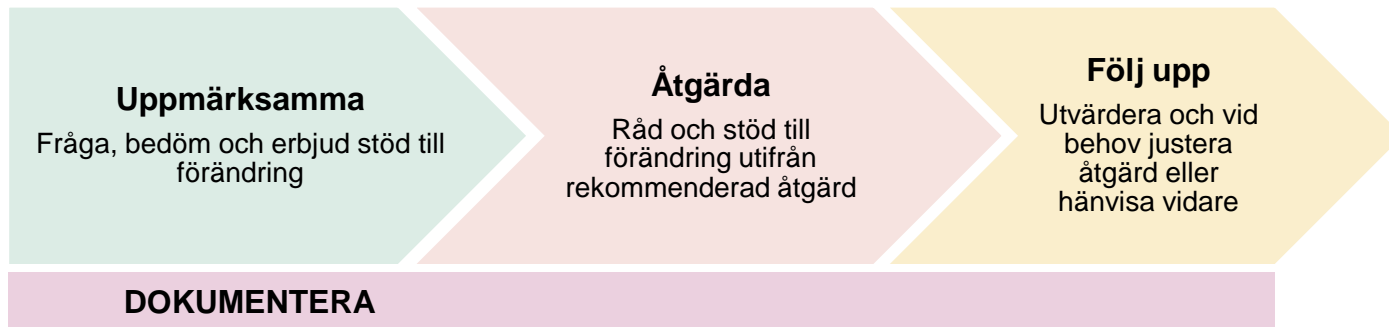 Uppmärksamma
Fråga, bedöm och erbjud stöd till
förändring
Åtgärda
Råd och stöd till
förändring utifrån
rekommenderad åtgärd
Följ upp
Utvärdera och vid
behov justera
åtgärd eller
hänvisa vidare
DOKUMENTERA